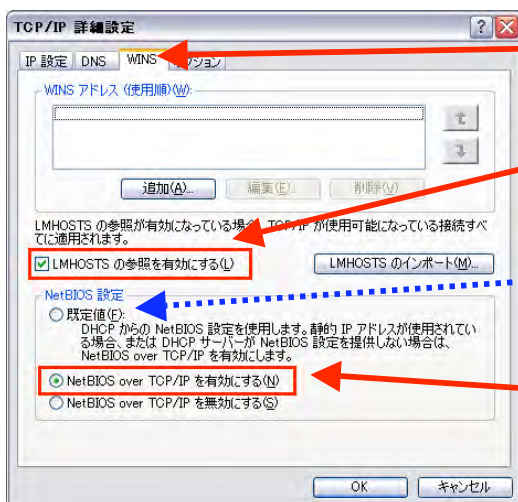 TCP/IP 詳細設定
IP 設定 DNS WINS オプション
WINS アドレス (使用順)(W):
追加(A)... 編集(E)... 削除(V)
LMHOSTS の参照が有効になっている場合、TCP/IP が使用可能になっている接続すべ
てに適用されます。
LMHOSTS の参照を有効にする(L) LMHOSTS のインポート(M)...
NetBIOS 設定
既定値(F):
DHCP からの NetBIOS 設定を使用します。静的 IP アドレスが使用されてい
る場合、または DHCP サーバーが NetBIOS 設定を提供しない場合は、
NetBIOS over TCP/IP を有効にします。
NetBIOS over TCP/IP を有効にする(N)
NetBIOS over TCP/IP を無効にする(S)
OK キャンセル